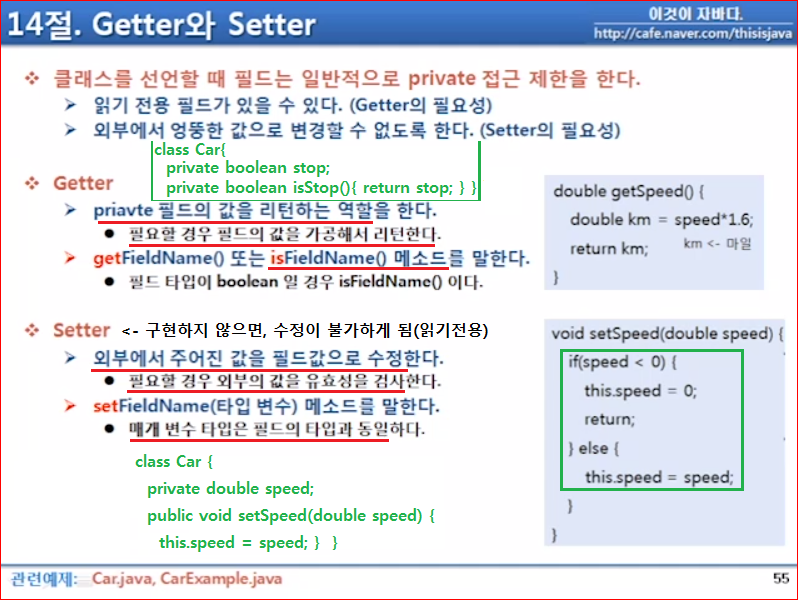 14절. Getter와 Setter
이것이 자바다.
http://cafe.naver.com/thisisjava
❖ 클래스를 선언할 때 필드는 일반적으로 private 접근 제한을 한다.
➤ 읽기 전용 필드가 있을 수 있다. (Getter의 필요성)
➤ 외부에서 엉뚱한 값으로 변경할 수 없도록 한다. (Setter의 필요성)
class Car{
private boolean stop;
private boolean isStop(){ return stop; } }
❖ Getter
➤ priavte 필드의 값을 리턴하는 역할을 한다.
● 필요할 경우 필드의 값을 가공해서 리턴한다.
➤ getFieldName() 또는 isFieldName() 메소드를 말한다.
● 필드 타입이 boolean 일 경우 isFieldName() 이다.
double getSpeed() {
double km = speed*1.6;
return km; km <- 마일
}
❖ Setter <- 구현하지 않으면, 수정이 불가하게 됨(읽기전용)
➤ 외부에서 주어진 값을 필드값으로 수정한다.
● 필요할 경우 외부의 값을 유효성을 검사한다.
➤ setFieldName(타입 변수) 메소드를 말한다.
● 매개 변수 타입은 필드의 타입과 동일하다.
class Car {
private double speed;
public void setSpeed(double speed) {
this.speed = speed; } }
void setSpeed(double speed) {
if(speed < 0) {
this.speed = 0;
return;
} else {
this.speed = speed;
}
}
관련예제: Car.java, CarExample.java
55